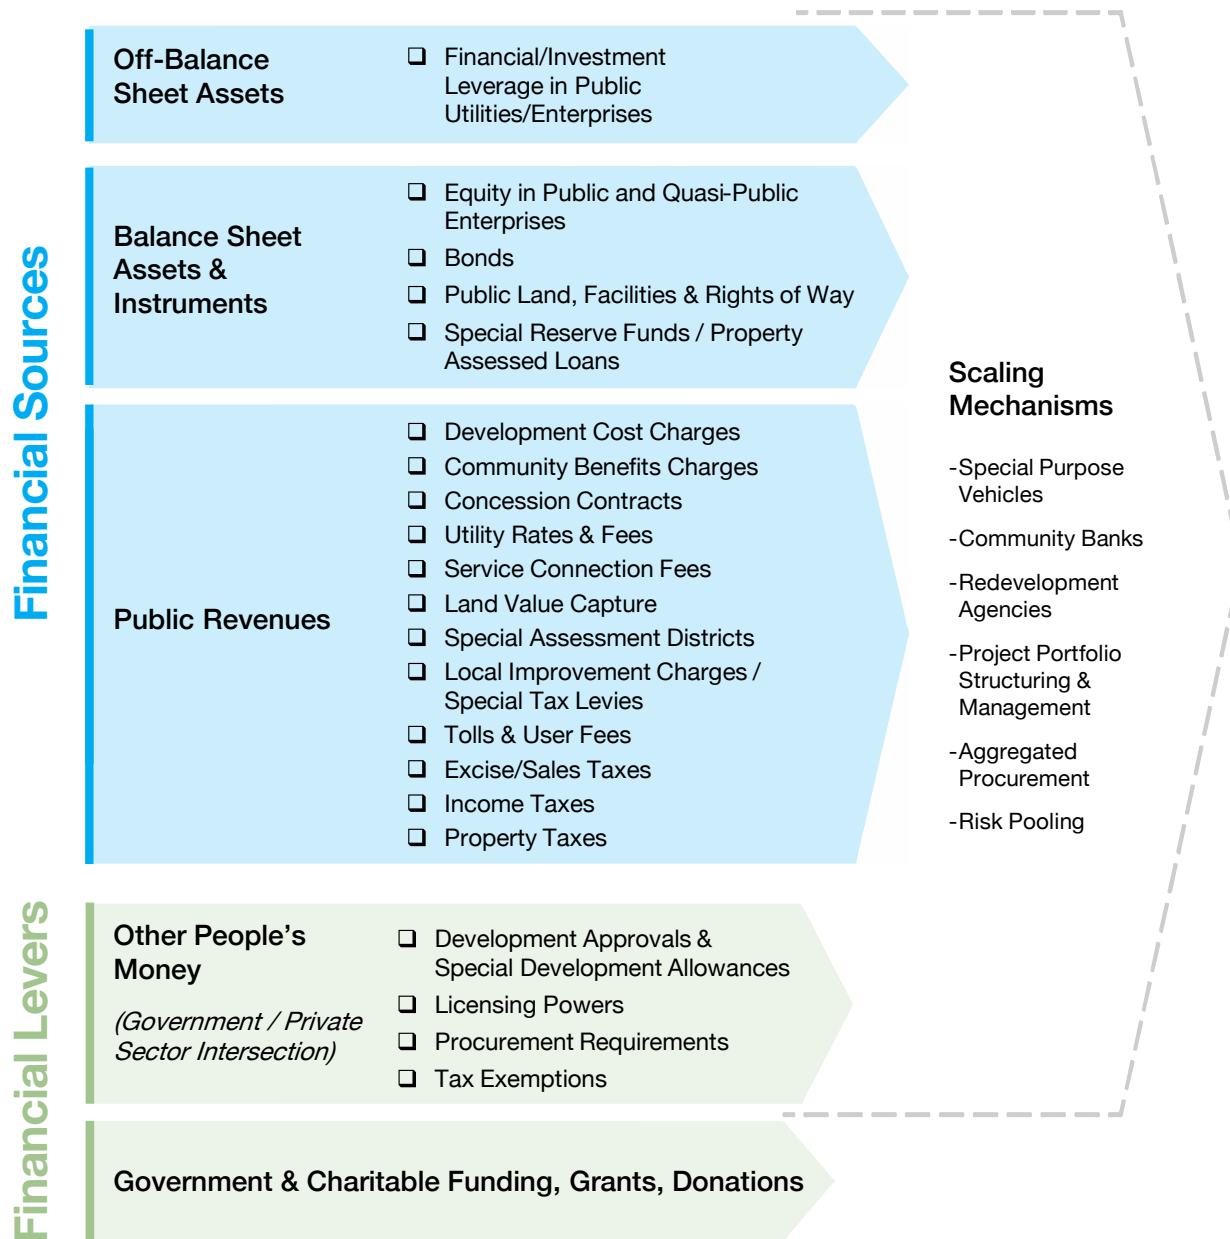 Financial Sources
Off-Balance
Sheet Assets
❑ Financial/Investment
Leverage in Public
Utilities/Enterprises
Balance Sheet
Assets &
Instruments
❑ Equity in Public and Quasi-Public
Enterprises
❑ Bonds
❑ Public Land, Facilities & Rights of Way
❑ Special Reserve Funds / Property
Assessed Loans
Public Revenues
❑ Development Cost Charges
❑ Community Benefits Charges
❑ Concession Contracts
❑ Utility Rates & Fees
❑ Service Connection Fees
❑ Land Value Capture
❑ Special Assessment Districts
❑ Local Improvement Charges /
Special Tax Levies
❑ Tolls & User Fees
❑ Excise/Sales Taxes
❑ Income Taxes
❑ Property Taxes
Financial Levers
Other People's
Money
(Government / Private
Sector Intersection)
❑ Development Approvals &
Special Development Allowances
❑ Licensing Powers
❑ Procurement Requirements
❑ Tax Exemptions
Government & Charitable Funding, Grants, Donations
Scaling
Mechanisms
-Special Purpose
Vehicles
-Community Banks
-Redevelopment
Agencies
-Project Portfolio
Structuring &
Management
-Aggregated
Procurement
-Risk Pooling